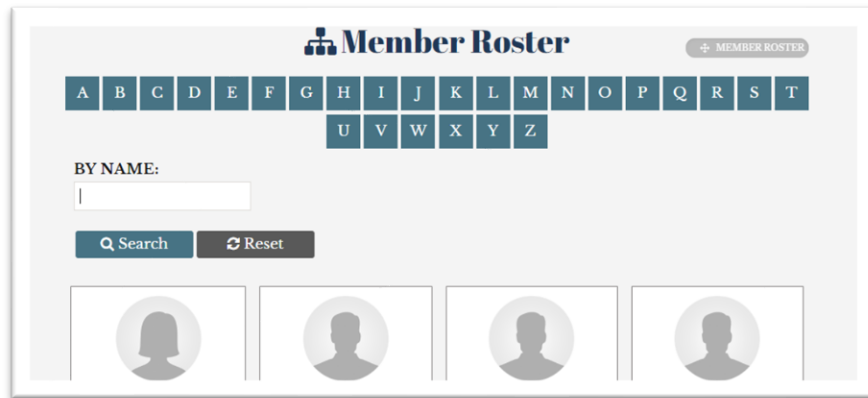 Member Roster
MEMBER ROSTER
A B C D E F G H I J K L M N O P Q R S T
U V W X Y Z
BY NAME:
Search Reset